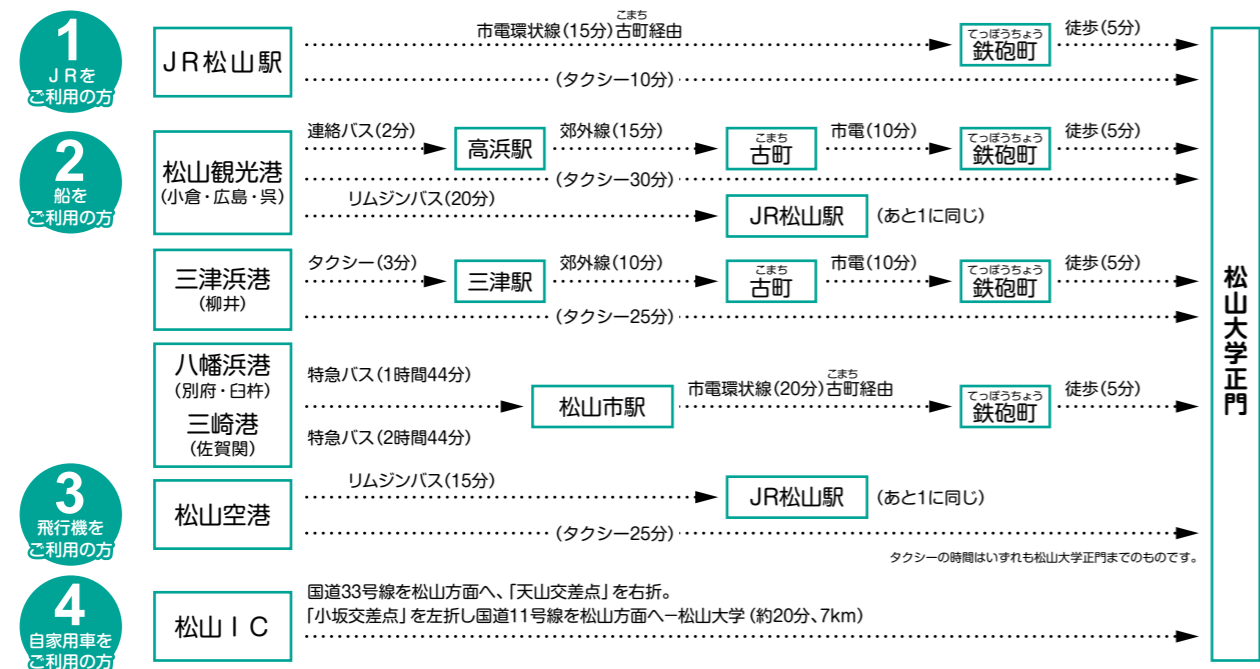 1
JRを
ご利用の方
JR松山駅
市電環状線(15分)古町経由
こまち
鉄砲町
てっぽうちょう
徒歩(5分)
(タクシー10分)
2
船を
ご利用の方
松山観光港
(小倉・広島・呉)
連絡バス(2分)
高浜駅
郊外線(15分)
こまち
古町
市電(10分)
てっぽうちょう
鉄砲町
徒歩(5分)
(タクシー30分)
リムジンバス(20分)
JR松山駅
(あと1に同じ)
三津浜港
(柳井)
タクシー(3分)
三津駅
郊外線(10分)
こまち
古町
市電(10分)
てっぽうちょう
鉄砲町
徒歩(5分)
(タクシー25分)
八幡浜港
(別府・臼杵)
三崎港
(佐賀関)
特急バス(1時間44分)
特急バス(2時間44分)
松山市駅
市電環状線(20分)古町経由
こまち
てっぽうちょう
鉄砲町
徒歩(5分)
3
飛行機を
ご利用の方
松山空港
リムジンバス(15分)
JR松山駅
(あと1に同じ)
(タクシー25分)
タクシーの時間はいずれも松山大学正門までのものです。
4
自家用車を
ご利用の方
松山IC
国道33号線を松山方面へ、「天山交差点」を右折。
「小坂交差点」を左折し国道11号線を松山方面へー松山大学(約20分、7km)
松山大学正門